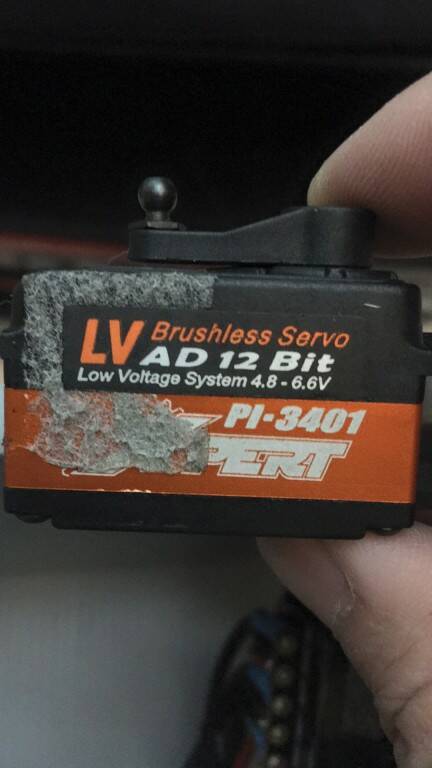 LV Brushless Servo
AD 12 Bit
Low Voltage System 4.8 - 6.6V
PI-3401